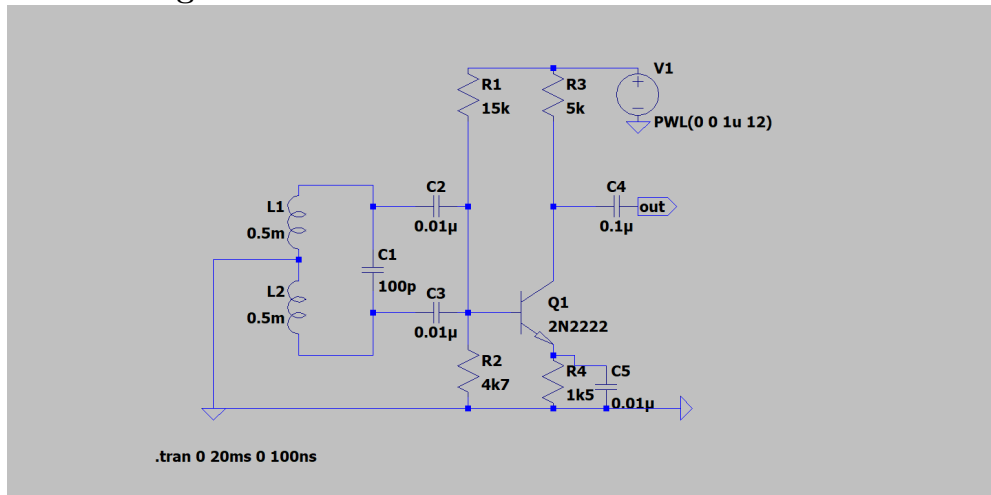 V1
R1
R3
15k
5k
PWL(0 0 1u 12)
C2
C4
L1
out
0.01µ
0.1µ
0.5m
C1
L2
100p
C3
Q1
0.5m
0.01µ
2N2222
R2
R4
C5
4k7
1k5
0.01µ
.tran 0 20ms 0 100ns